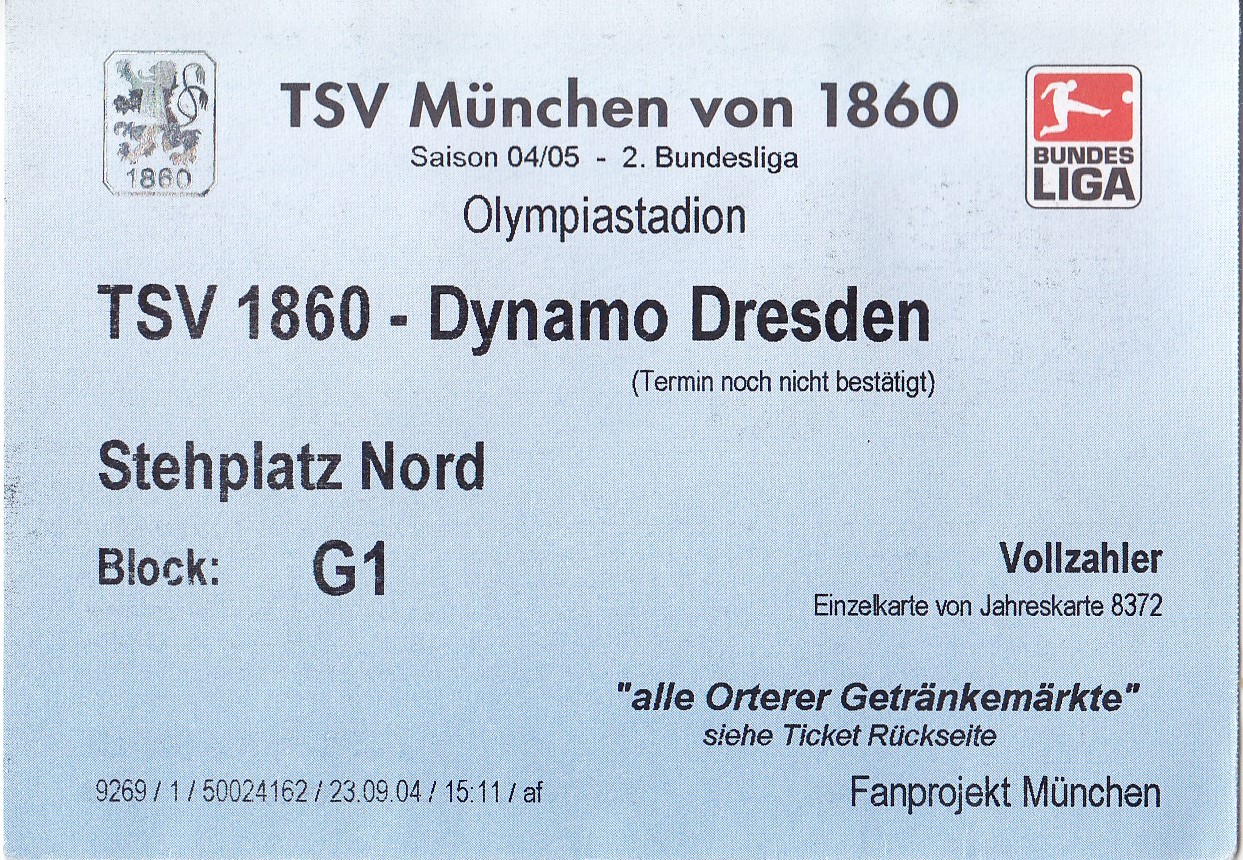 1860
TSV München von 1860
Saison 04/05 - 2. Bundesliga
BUNDES
LIGA
Olympiastadion
TSV 1860 - Dynamo Dresden
(Termin noch nicht bestätigt)
Stehplatz Nord
Block: G1
Vollzahler
Einzelkarte von Jahreskarte 8372
"alle Orterer Getränkemärkte"
siehe Ticket Rückseite
9269 / 1 / 50024162 / 23.09.04 / 15:11 / af
Fanprojekt München